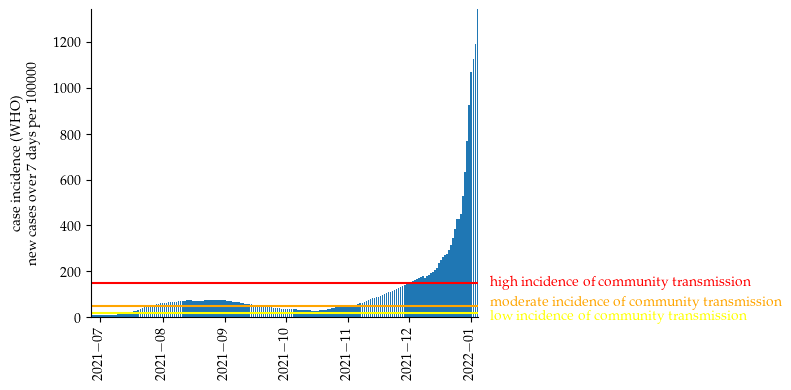 1200
1000
800
600
400
200
0
case incidence (WHO)
new cases over 7 days per 100000
high incidence of community transmission
moderate incidence of community transmission
low incidence of community transmission
2021−07
2021−08
2021−09
2021−10
2021−11
2021−12
2022−01